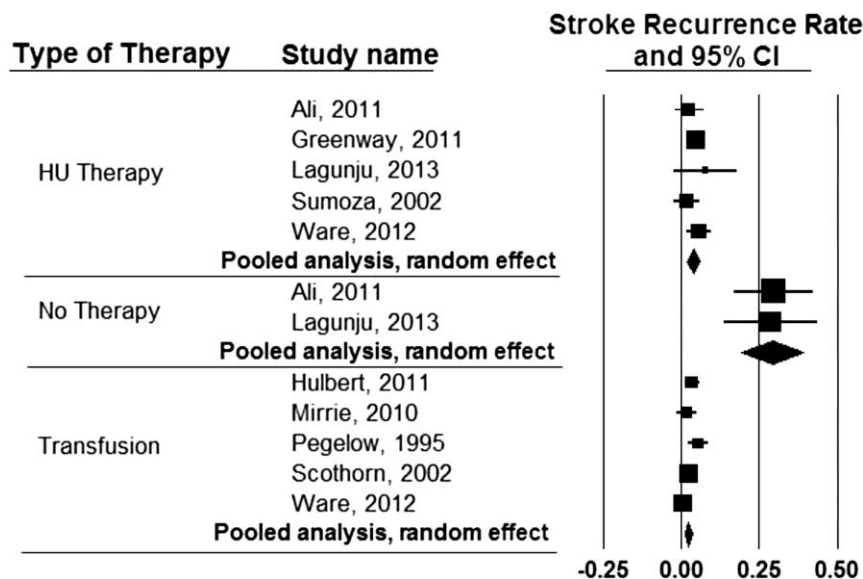 Type of Therapy Study name Stroke Recurrence Rate and 95% CI
Ali, 2011
Greenway, 2011
HU Therapy Lagunju, 2013
Sumoza, 2002
Ware, 2012
Pooled analysis, random effect
Ali, 2011
No Therapy Lagunju, 2013
Pooled analysis, random effect
Hulbert, 2011
Mirrie, 2010
Transfusion Pegelow, 1995
Scothorn, 2002
Ware, 2012
Pooled analysis, random effect
-0.25 0.00 0.25 0.50